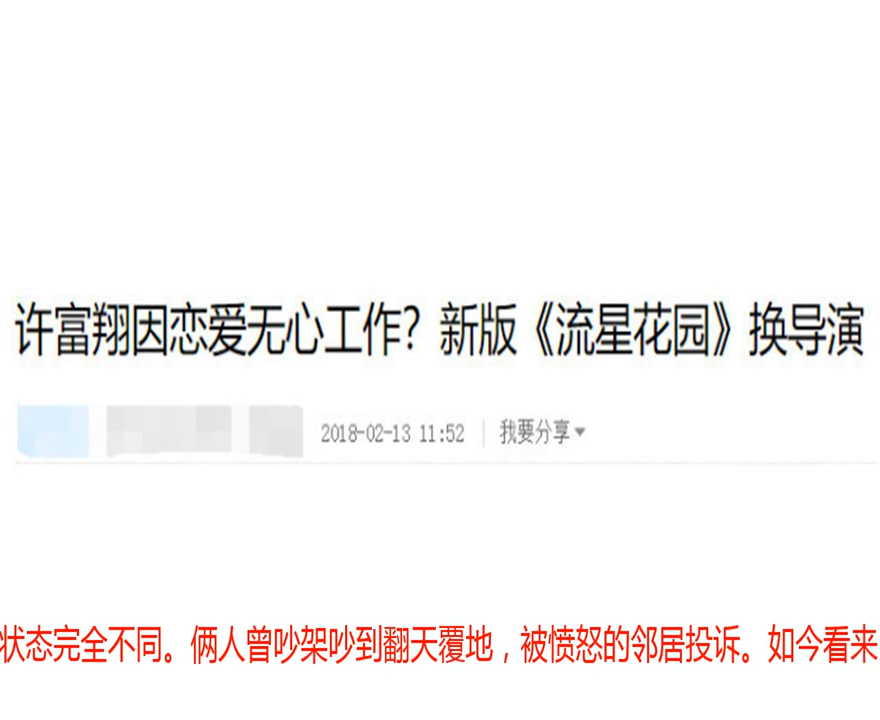 许富翔因恋爱无心工作？新版《流星花园》换导演
2018-02-13 11:52 我要分享
状态完全不同。俩人曾吵架吵到翻天覆地，被愤怒的邻居投诉。如今看来